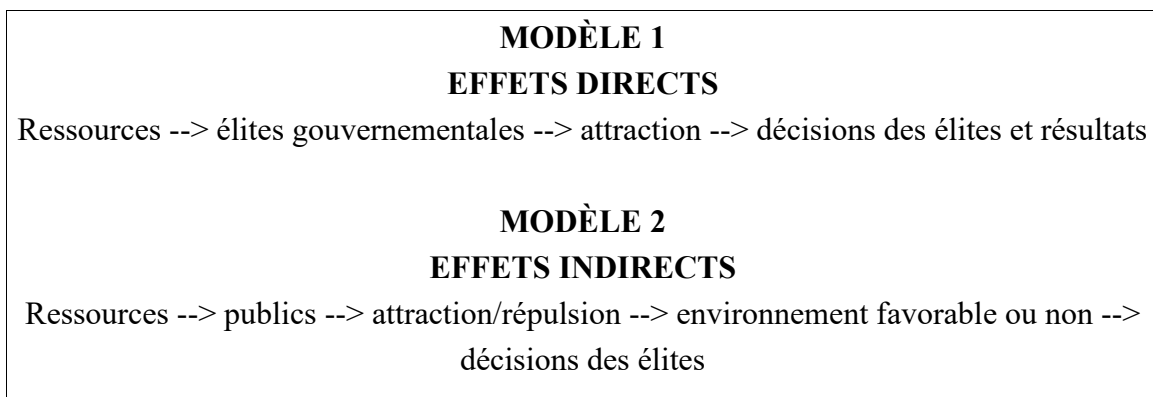 MODÈLE 1
EFFETS DIRECTS
Ressources --> élites gouvernementales --> attraction --> décisions des élites et résultats
MODÈLE 2
EFFETS INDIRECTS
Ressources --> publics --> attraction/répulsion --> environnement favorable ou non -->
décisions des élites